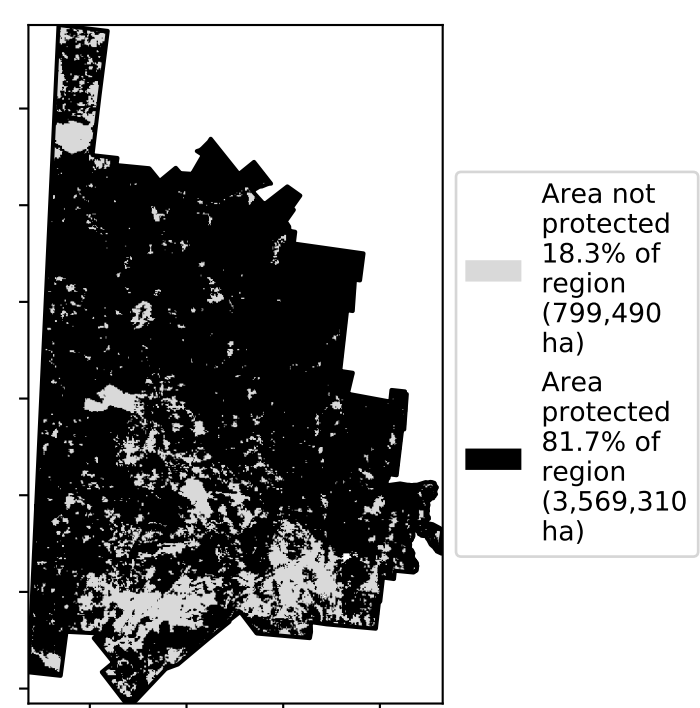 Area not
protected
18.3% of
region
(799,490
ha)
Area
protected
81.7% of
region
(3,569,310
ha)